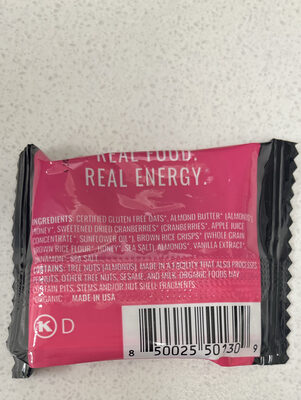 REAL FOOD.
REAL ENERGY.
INGREDIENTS: CERTIFIED GLUTEN FREE OATS*, ALMOND BUTTER* (ALMONDS*,
HONEY*, SWEETENED DRIED CRANBERRIES* (CRANBERRIES*, APPLE JUICE
CONCENTRATE*, SUNFLOWER OIL*), BROWN RICE CRISPS* (WHOLE GRAIN
BROWN RICE FLOUR*, HONEY*, SEA SALT), ALMONDS*, VANILLA EXTRACT*,
CINNAMON*, SEA SALT.
CONTAINS: TREE NUTS (ALMONDS). MADE IN A FACILITY THAT ALSO PROCESSES
PEANUTS, OTHER TREE NUTS, SESAME, AND MILK. ORGANIC FOODS MAY
CONTAIN PITS, STEMS AND/OR NUT SHELL FRAGMENTS.
*ORGANIC MADE IN USA
K D
8 50025 50130 9